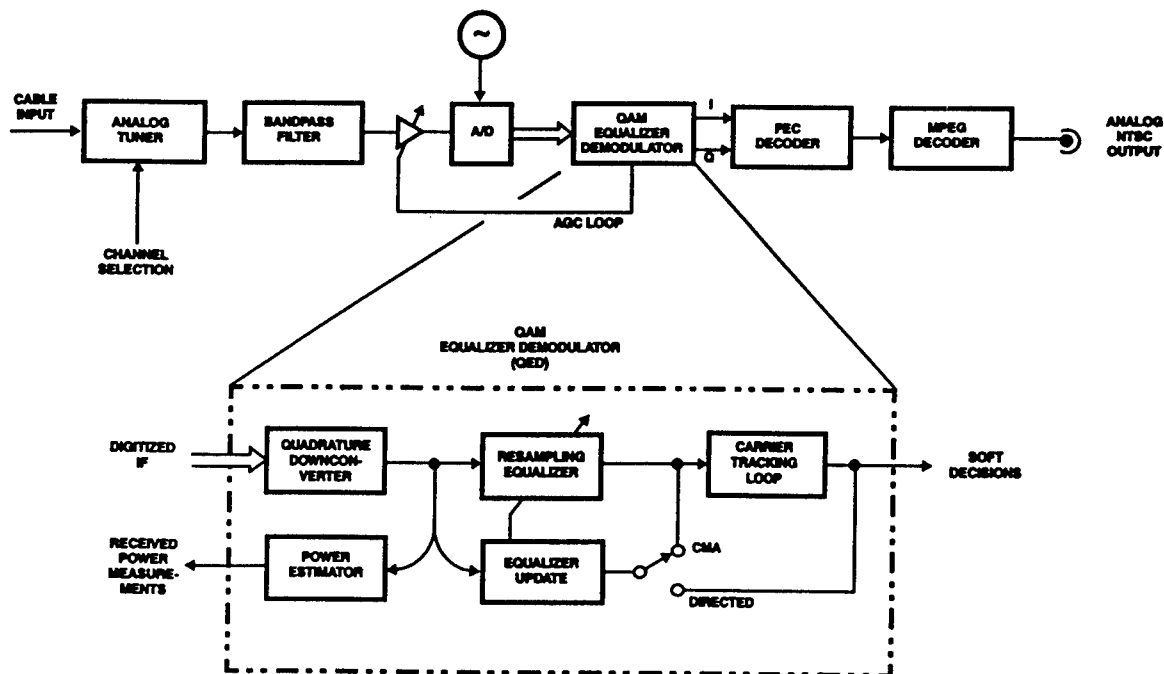 ~
CABLE
INPUT
ANALOG
TUNER
BANDPASS
FILTER
A/D
QAM
EQUALIZER
DEMODULATOR
I
Q
FEC
DECODER
MPEG
DECODER
ANALOG
NTSC
OUTPUT
AGC LOOP
CHANNEL
SELECTION
QAM
EQUALIZER DEMODULATOR
(QED)
DIGITIZED
IF
QUADRATURE
DOWNCON-
VERTER
RESAMPLING
EQUALIZER
CARRIER
TRACKING
LOOP
SOFT
DECISIONS
RECEIVED
POWER
MEASURE-
MENTS
POWER
ESTIMATOR
EQUALIZER
UPDATE
CMA
DIRECTED